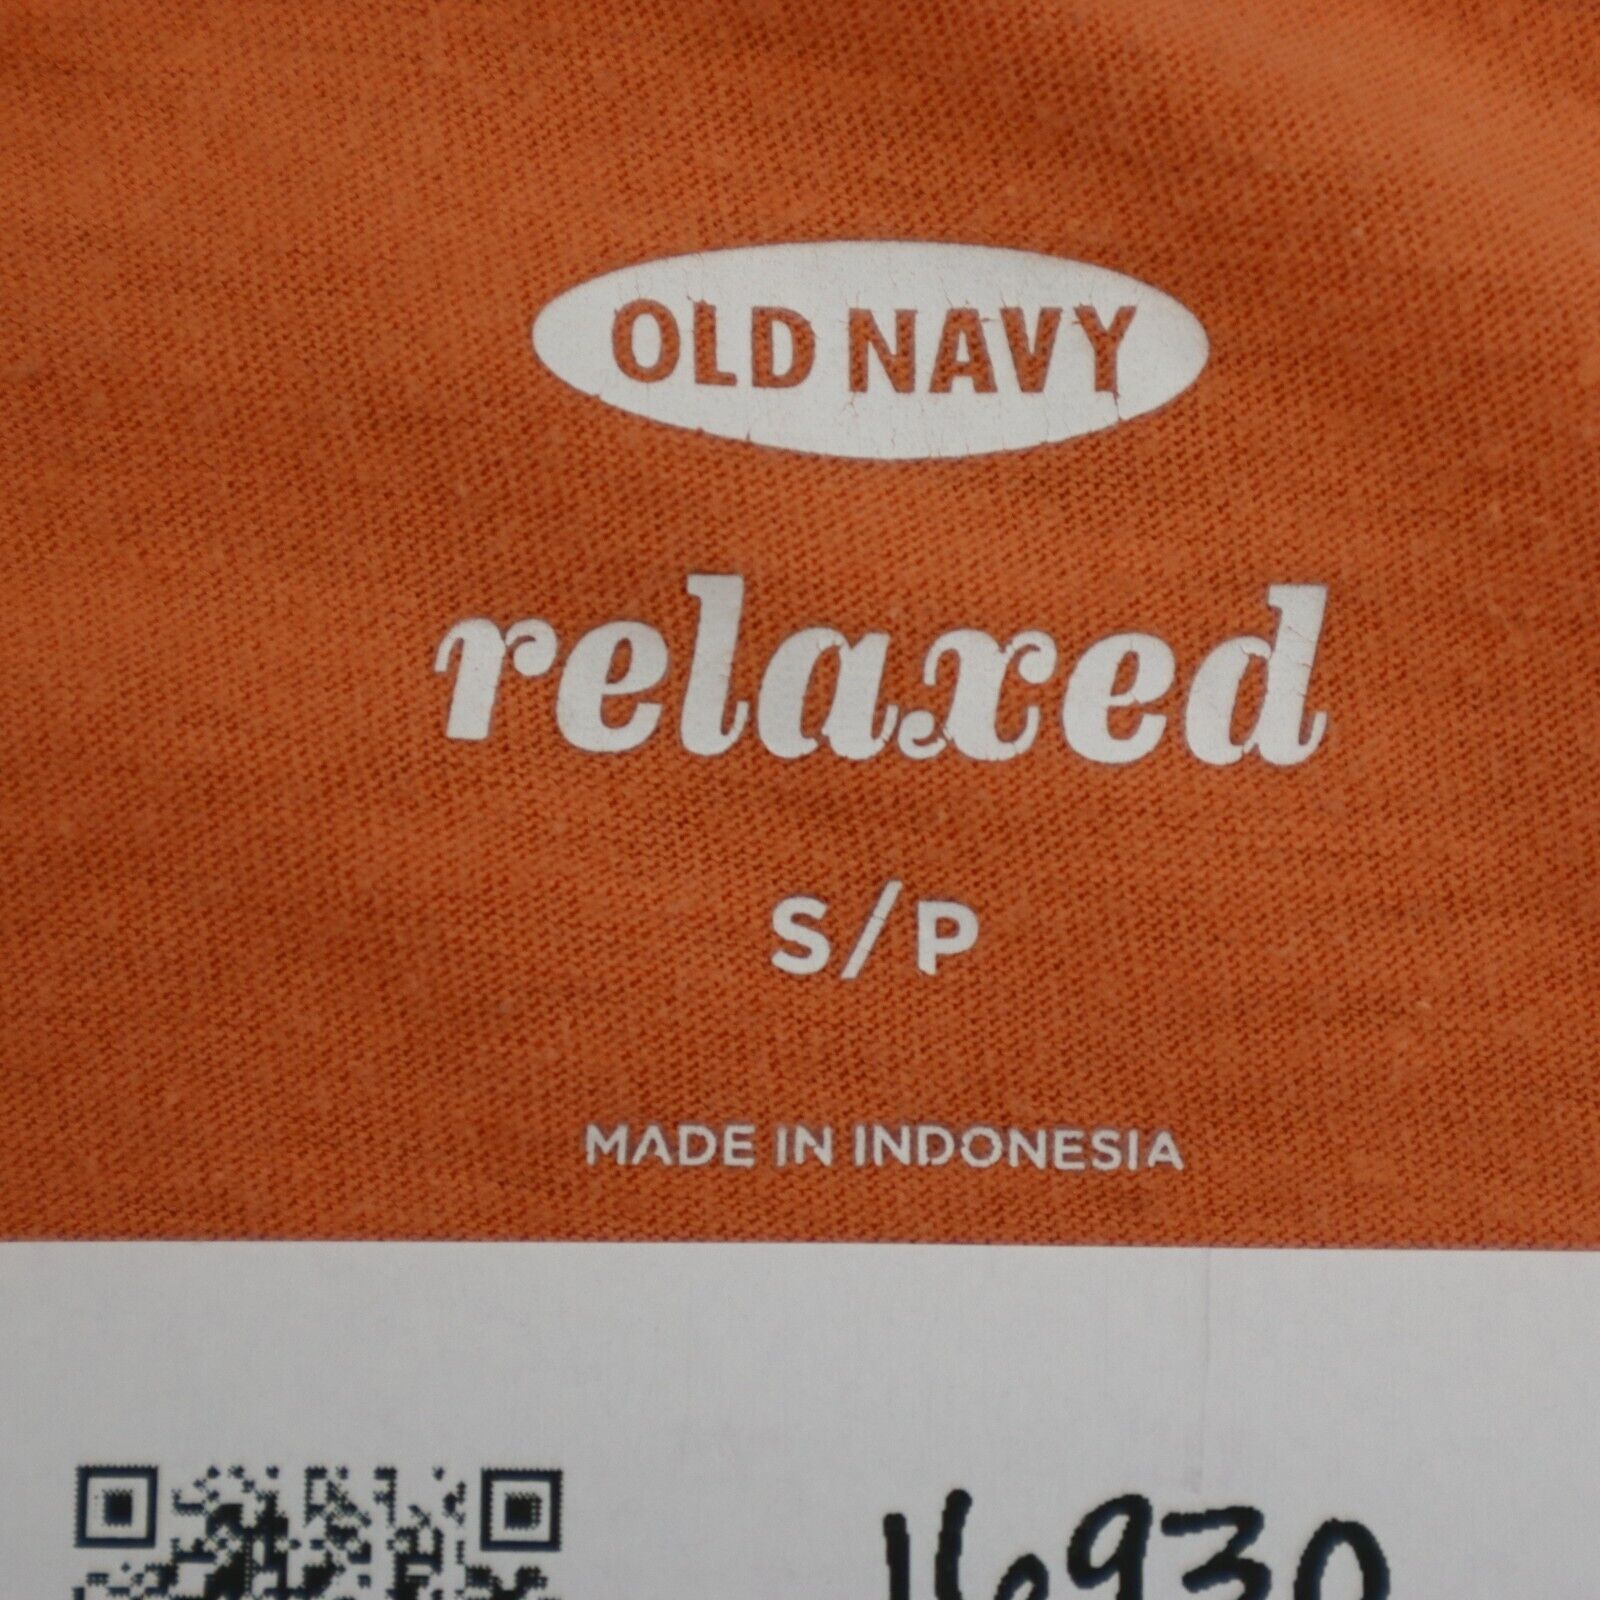 OLD NAVY
relaxed
S/P
MADE IN INDONESIA
16930